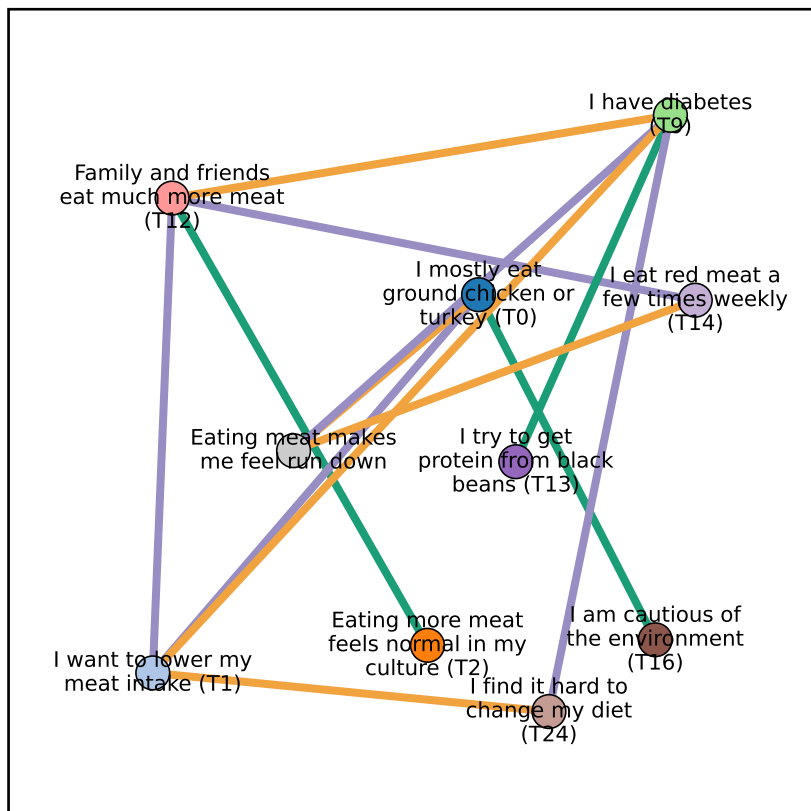 I have diabetes
(T9)
Family and friends
eat much more meat
(T12)
I mostly eat
ground chicken or
turkey (T0)
I eat red meat a
few times weekly
(T14)
Eating meat makes
me feel run down
I try to get
protein from black
beans (T13)
Eating more meat
feels normal in my
culture (T2)
I am cautious of
the environment
(T16)
I want to lower my
meat intake (T1)
I find it hard to
change my diet
(T24)